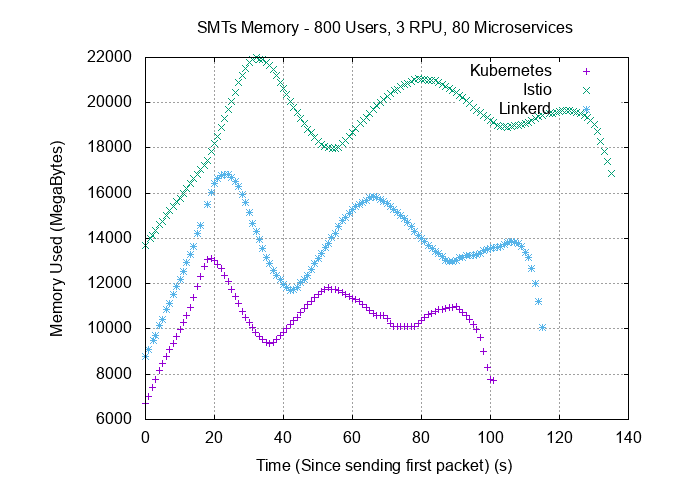 SMTs Memory - 800 Users, 3 RPU, 80 Microservices
22000
20000
18000
16000
14000
12000
10000
8000
6000
Memory Used (MegaBytes)
Kubernetes
Istio
Linkerd
0 20 40 60 80 100 120 140
Time (Since sending first packet) (s)